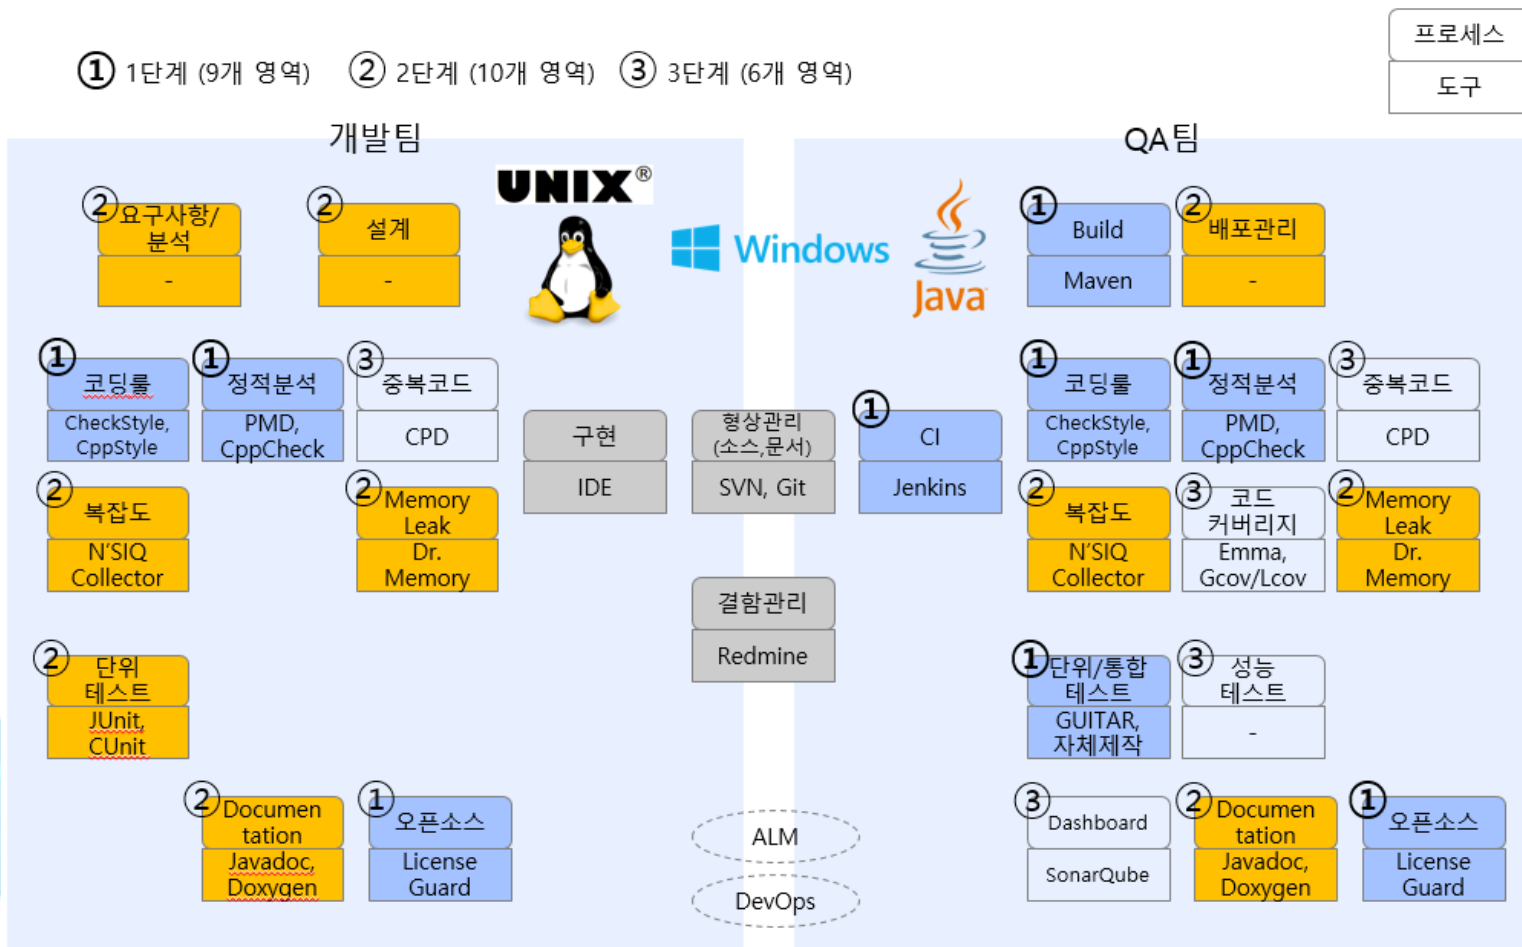 프로세스
도구
① 1단계 (9개 영역) ② 2단계 (10개 영역) ③ 3단계 (6개 영역)
개발팀
UNIX®
②
요구사항/
분석
-
②
설계
-
①
코딩룰
CheckStyle,
CppStyle
①
정적분석
PMD,
CppCheck
③
중복코드
CPD
②
복잡도
N'SIQ
Collector
②
Memory
Leak
Dr.
Memory
②
단위
테스트
JUnit,
CUnit
②
Documen
tation
Javadoc,
Doxygen
①
오픈소스
License
Guard
구현
IDE
Windows
형상관리
(소스,문서)
SVN, Git
결함관리
Redmine
ALM
DevOps
QA팀
Java
①
CI
Jenkins
①
Build
Maven
②
배포관리
-
①
코딩룰
CheckStyle,
CppStyle
①
정적분석
PMD,
CppCheck
③
중복코드
CPD
②
복잡도
N'SIQ
Collector
③
코드
커버리지
Emma,
Gcov/Lcov
②
Memory
Leak
Dr.
Memory
①
단위/통합
테스트
GUITAR,
자체제작
③
성능
테스트
-
③
Dashboard
SonarQube
②
Documen
tation
Javadoc,
Doxygen
①
오픈소스
License
Guard